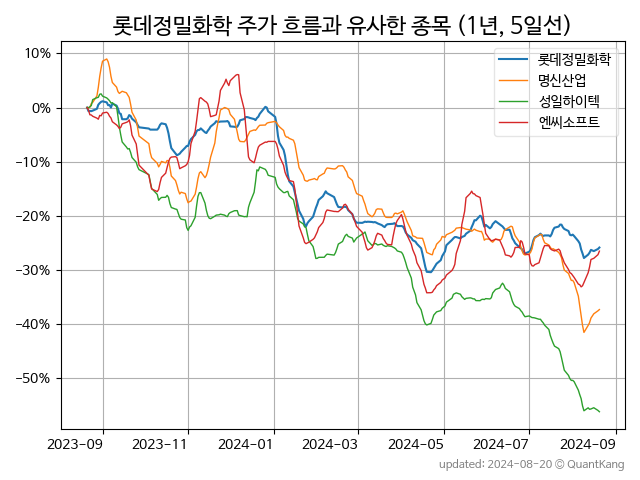 롯데정밀화학 주가 흐름과 유사한 종목 (1년, 5일선)
롯데정밀화학
명신산업
성일하이텍
엔씨소프트
10%
0%
−10%
−20%
−30%
−40%
−50%
2023-09 2023-11 2024-01 2024-03 2024-05 2024-07 2024-09
updated: 2024-08-20 ⓒ QuantKang